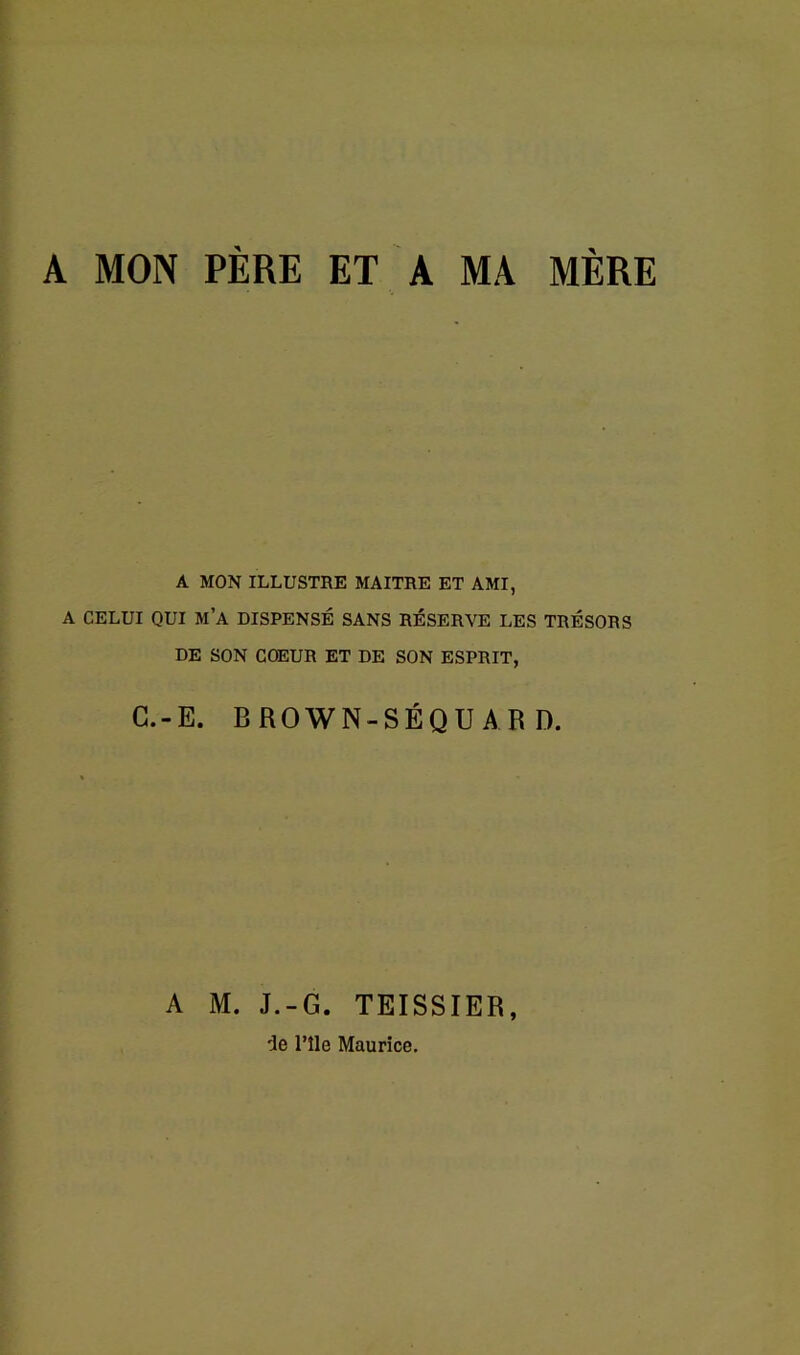 A MON PÈRE ET A MA MÈRE
A MON ILLUSTRE MAITRE ET AMI,
A CELUI QUI M'A DISPENSÉ SANS RÉSERVE LES TRÉSORS
DE SON CŒUR ET DE SON ESPRIT,
C.-E. BROWN-SÉQUARD.
A M. J.-G. TEISSIER,
de l'île Maurice.